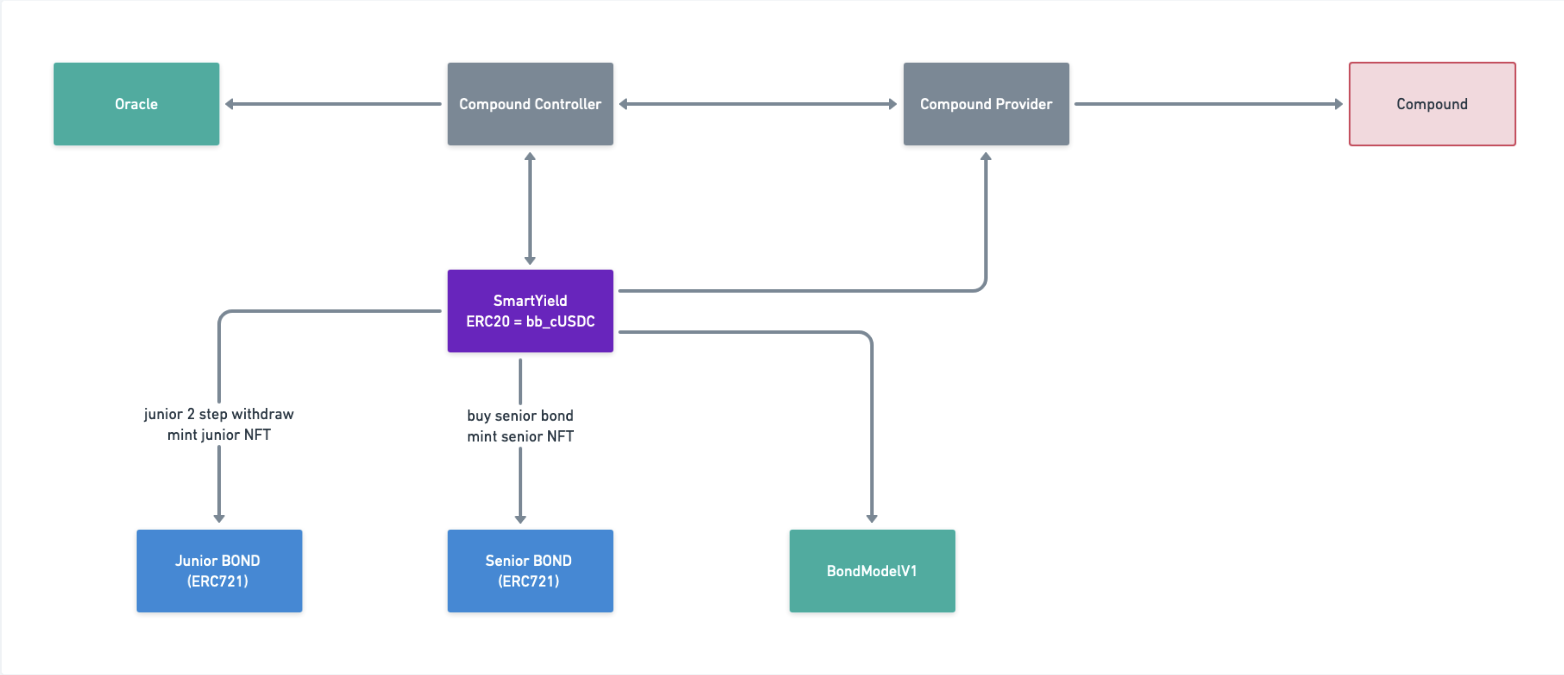 Oracle
Compound Controller
Compound Provider
Compound
SmartYield
ERC20 = bb_cUSDC
junior 2 step withdraw
mint junior NFT
buy senior bond
mint senior NFT
Junior BOND
(ERC721)
Senior BOND
(ERC721)
BondModelV1